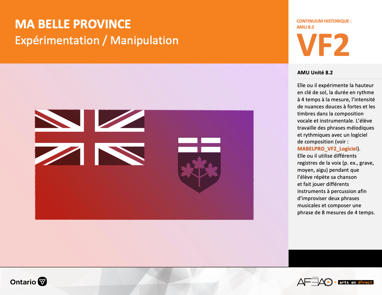 MA BELLE PROVINCE
Expérimentation / Manipulation
CONTINUUM HISTORIQUE :
AMU B.2
VF2
AMU Unité B.2
Elle ou il expérimente la hauteur
en clé de sol, la durée en rythme
à 4 temps à la mesure, l'intensité
de nuances douces à fortes et les
timbres dans la composition
vocale et instrumentale. L'élève
travaille des phrases mélodiques
et rythmiques avec un logiciel
de composition (voir :
MABELPRO_VF2_Logiciel).
Elle ou il utilise différents
registres de la voix (p. ex., grave,
moyen, aigu) pendant que
l'élève répète sa chanson
et fait jouer différents
instruments à percussion afin
d'improviser deux phrases
musicales et composer une
phrase de 8 mesures de 4 temps.
Ontario
AFÉAO
arts en direct